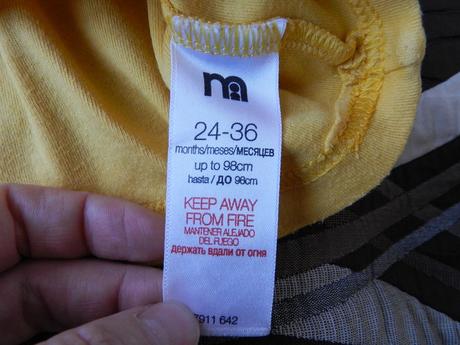 24-36
months/meses/МЕСЯЦЕВ
up to 98cm
hasta / ДО 98cm
KEEP AWAY
FROM FIRE
MANTENER ALEJADO
DEL FUEGO
держать вдали от огня
7911 642